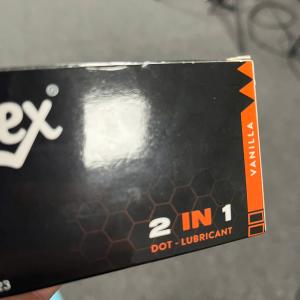 ex®
2 IN 1
DOT - LUBRICANT
VANILLA
23